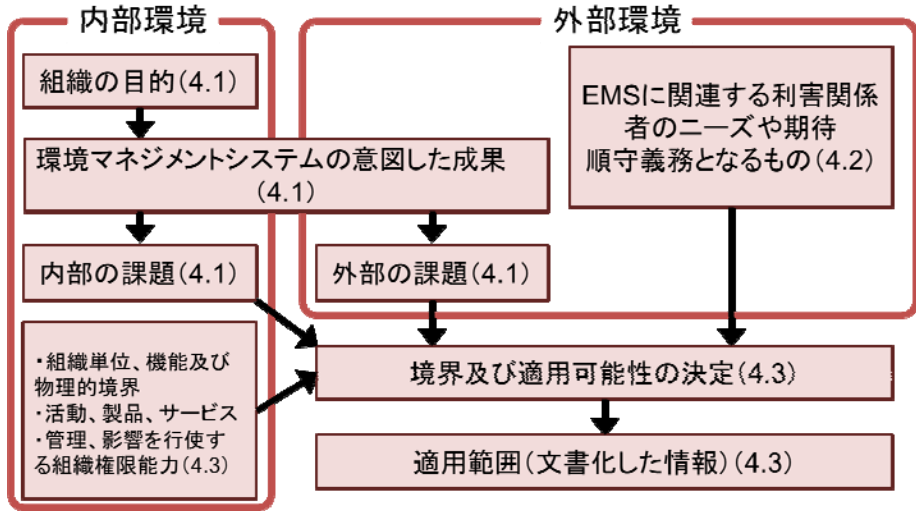 内部環境
外部環境
組織の目的(4.1)
EMSに関連する利害関係
者のニーズや期待
順守義務となるもの(4.2)
環境マネジメントシステムの意図した成果
(4.1)
内部の課題(4.1)
外部の課題(4.1)
・組織単位、機能及び
物理的境界
・活動、製品、サービス
・管理、影響を行使す
る組織権限能力(4.3)
境界及び適用可能性の決定(4.3)
適用範囲(文書化した情報)(4.3)